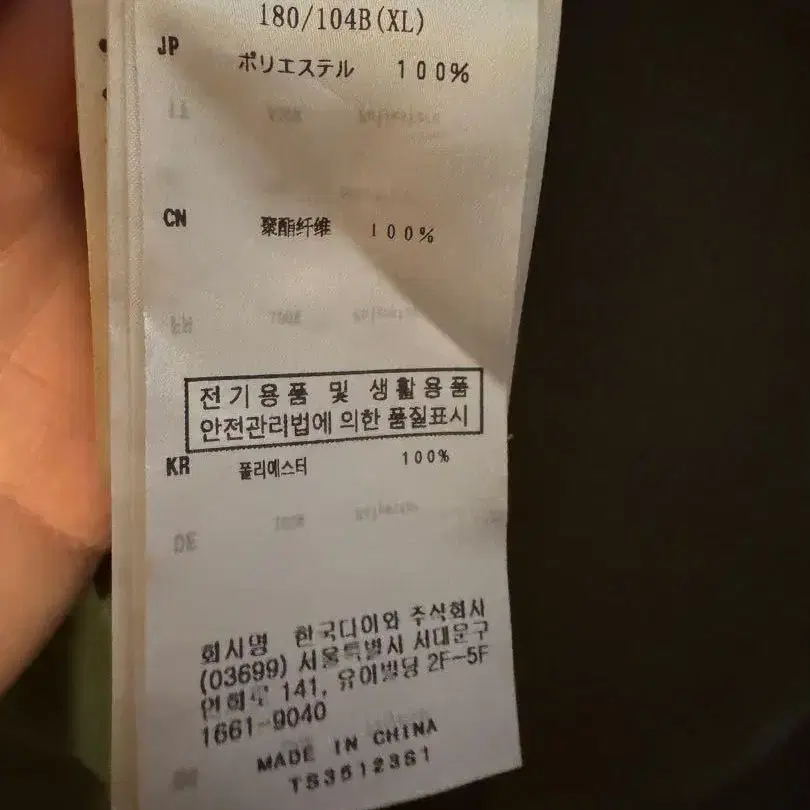 180/104B(XL)
JP
ポリエステル 100%
CN 聚酯纤维 100%
전기용품 및 생활용품
안전관리법에 의한 품질표시
KR 폴리에스터 100%
회사명 한국디이와 주식회사
(03699) 서울특별시 서대문구
연희로 141, 유이빌딩 2F-5F
1661-9040
MADE IN CHINA
TS35123S1